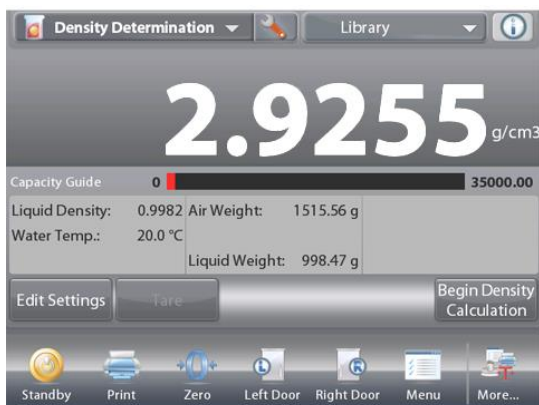 Density Determination
Library
2.9255 g/cm3
Capacity Guide 0 35000.00
Liquid Density: 0.9982 Air Weight: 1515.56 g
Water Temp.: 20.0 °C
Liquid Weight: 998.47 g
Edit Settings Tare Begin Density
Calculation
Standby Print Zero Left Door Right Door Menu More...